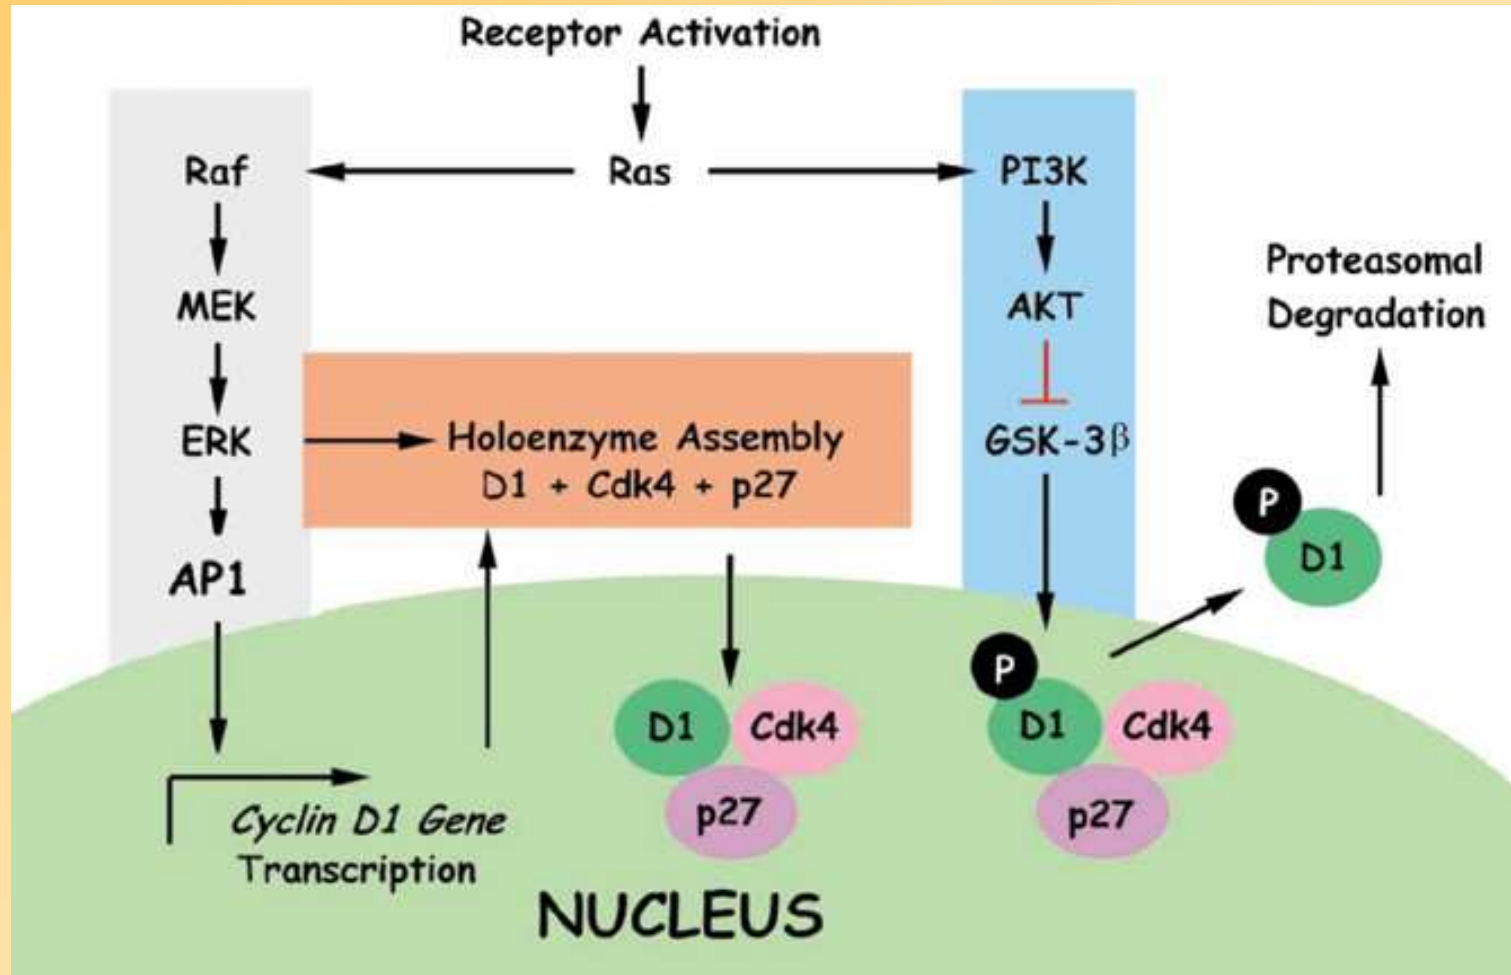 Receptor Activation
Raf
Ras
PI3K
MEK
AKT
Proteasomal
Degradation
ERK
Holoenzyme Assembly
D1 + Cdk4 + p27
GSK-3β
P
D1
AP1
P
D1
Cdk4
p27
D1
Cdk4
p27
Cyclin D1 Gene
Transcription
NUCLEUS